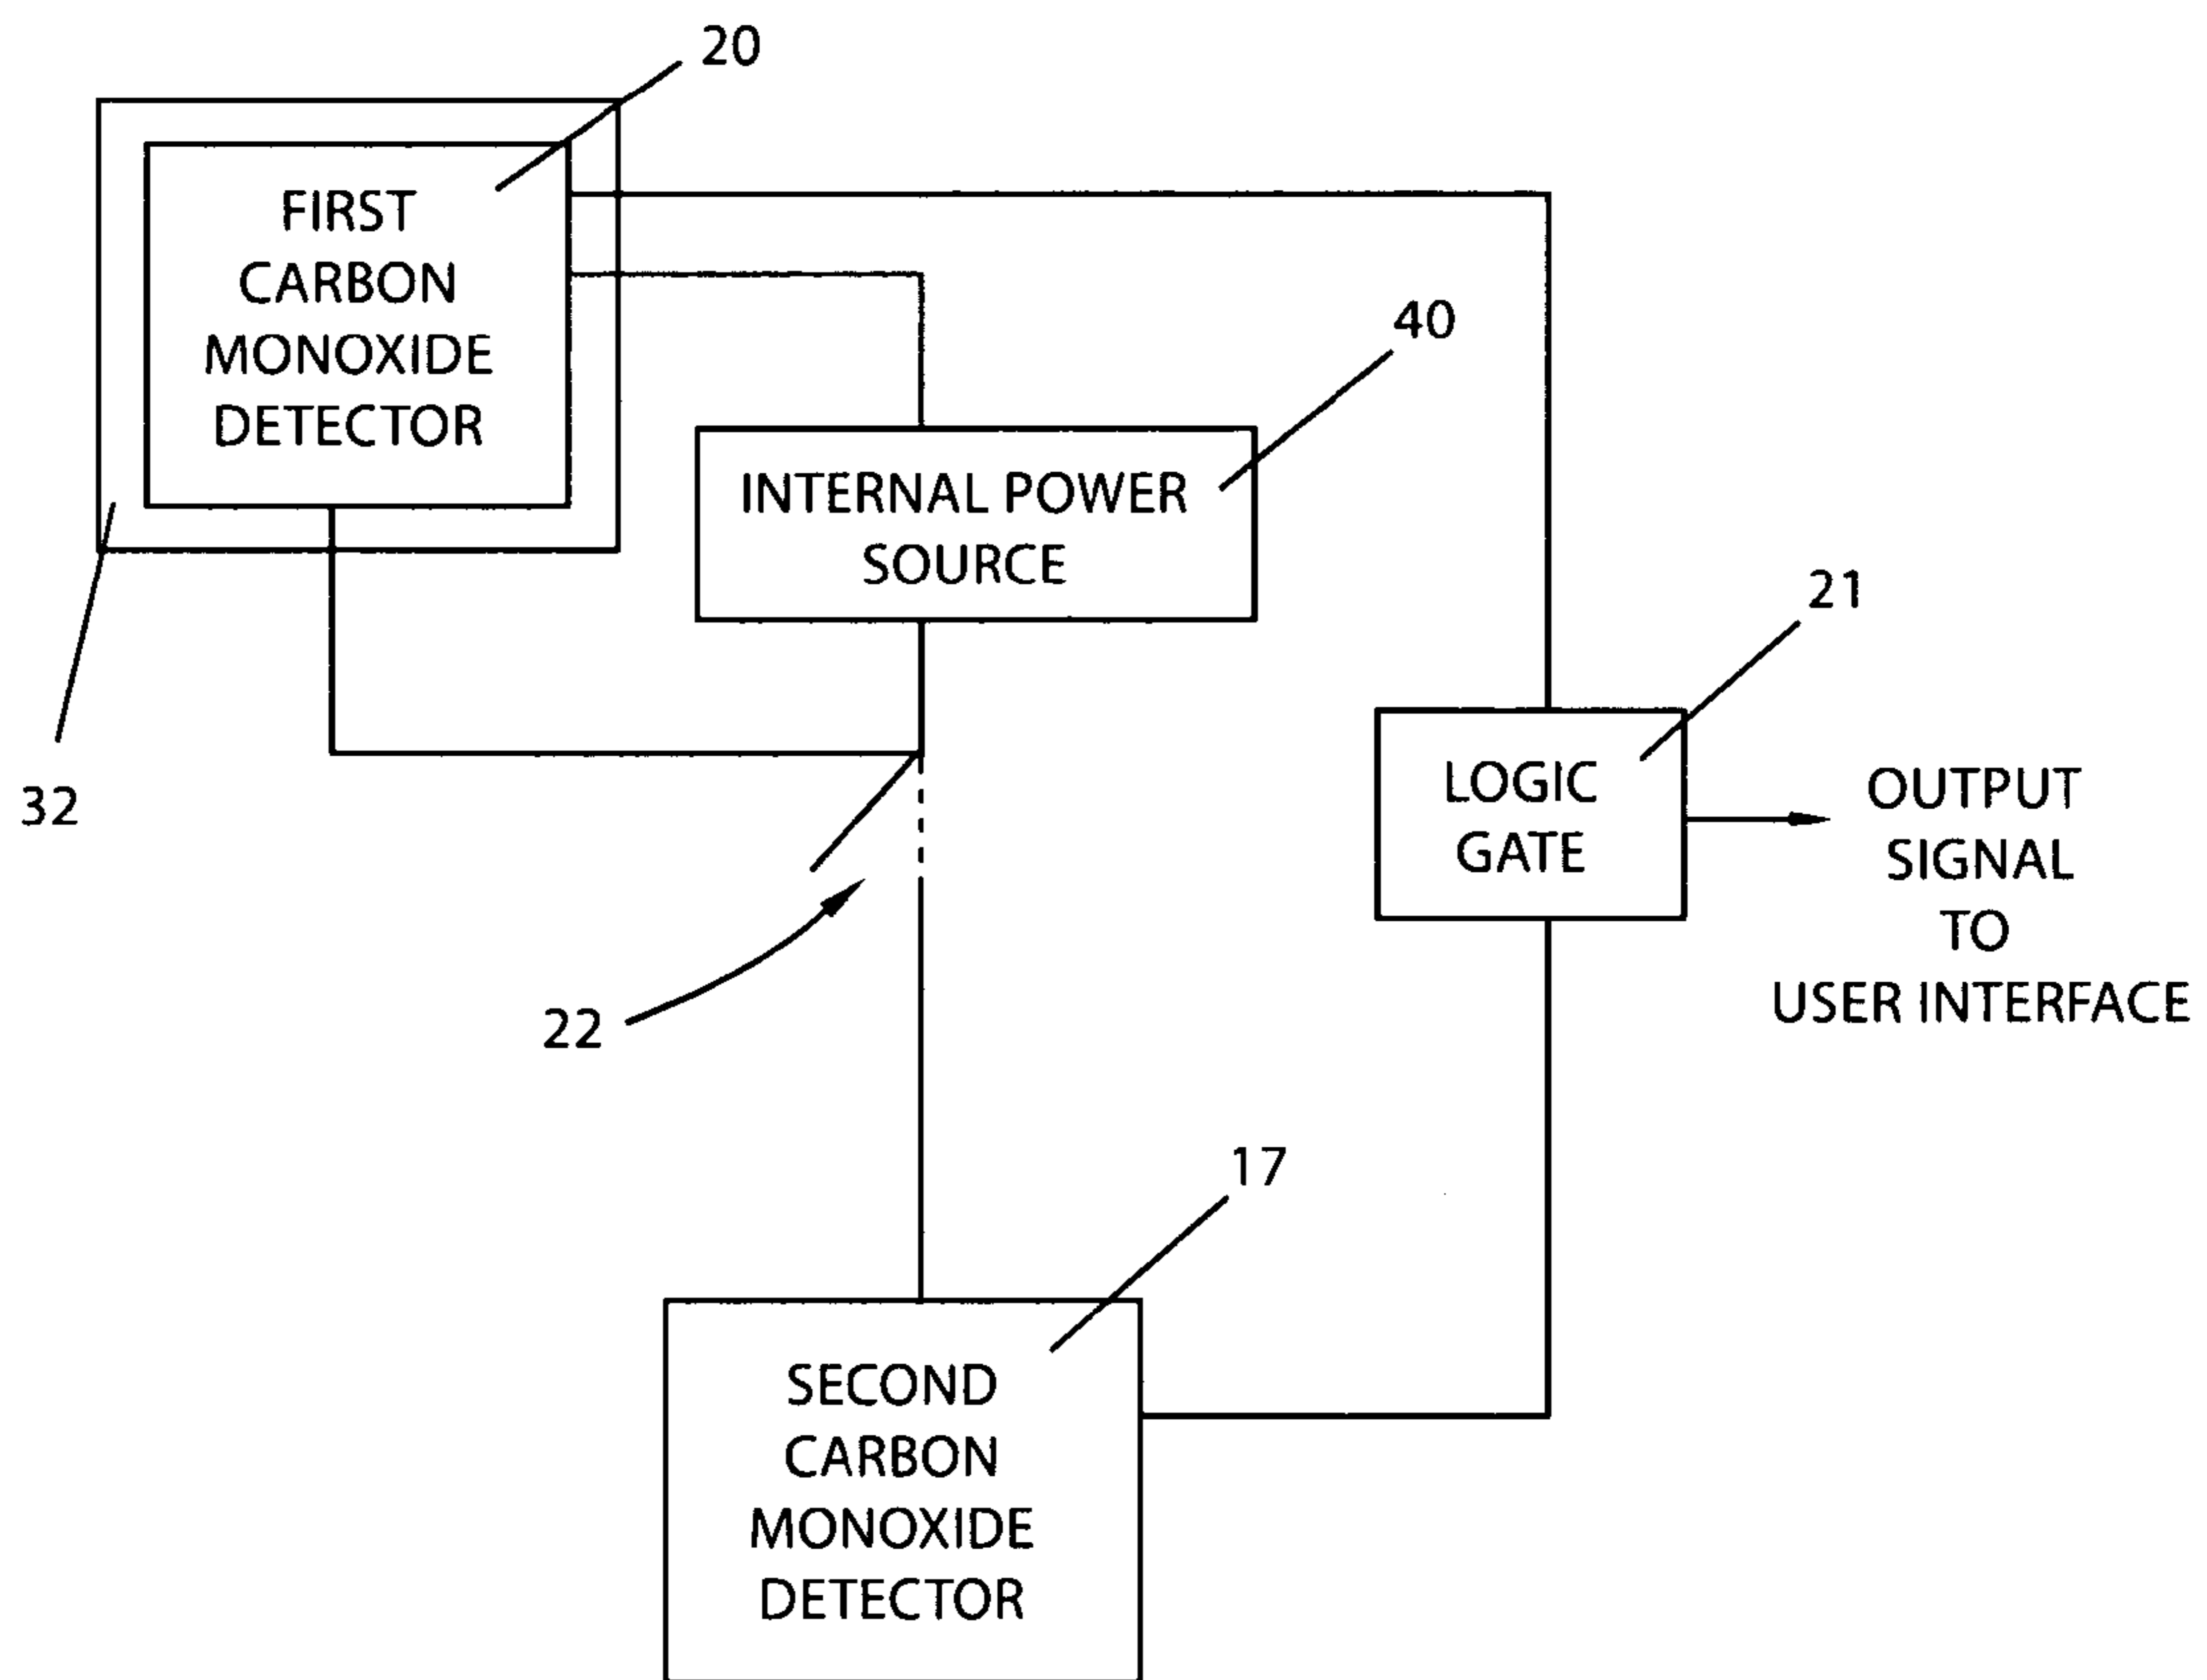 20
FIRST
CARBON
MONOXIDE
DETECTOR
40
INTERNAL POWER
SOURCE
21
32
LOGIC
GATE
OUTPUT
SIGNAL
TO
USER INTERFACE
22
17
SECOND
CARBON
MONOXIDE
DETECTOR